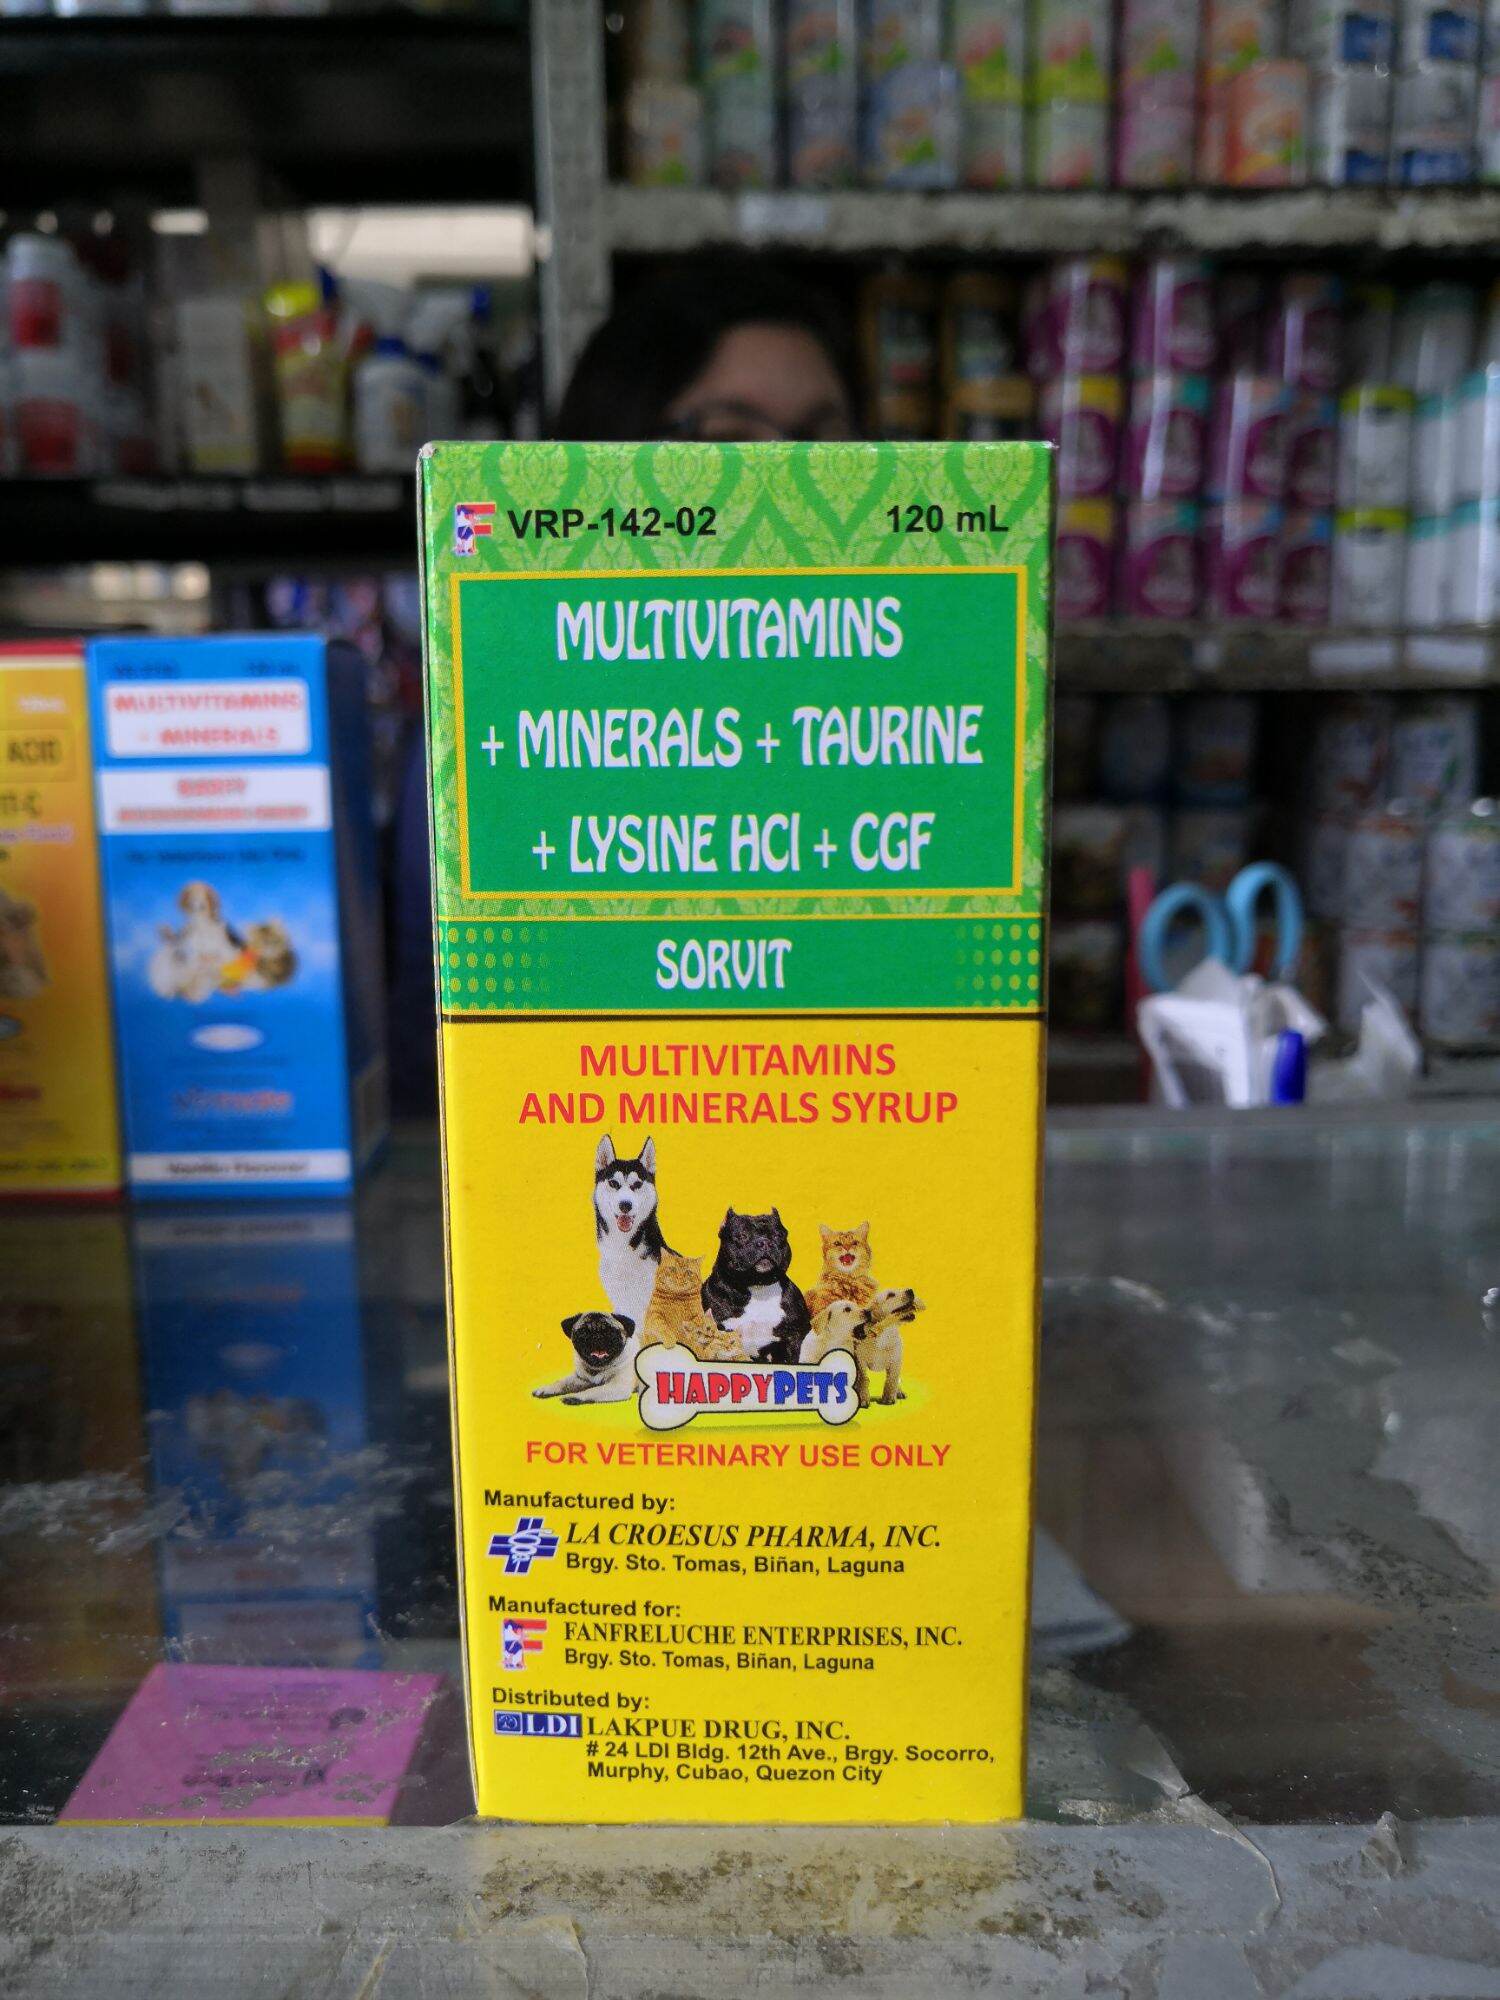 VRP-142-02
120 mL
MULTIVITAMINS
+ MINERALS + TAURINE
+ LYSINE HCl + CGF
SORVIT
MULTIVITAMINS
AND MINERALS SYRUP
HAPPYPETS
FOR VETERINARY USE ONLY
Manufactured by:
LA CROESUS PHARMA, INC.
Brgy. Sto. Tomas, Biñan, Laguna
Manufactured for:
F FANFRELUCHE ENTERPRISES, INC.
Brgy. Sto. Tomas, Biñan, Laguna
Distributed by:
LDI LAKPUE DRUG, INC.
# 24 LDI Bldg. 12th Ave., Brgy. Socorro,
Murphy, Cubao, Quezon City
MULTIVITAMINS
+ MINERALS
ACID